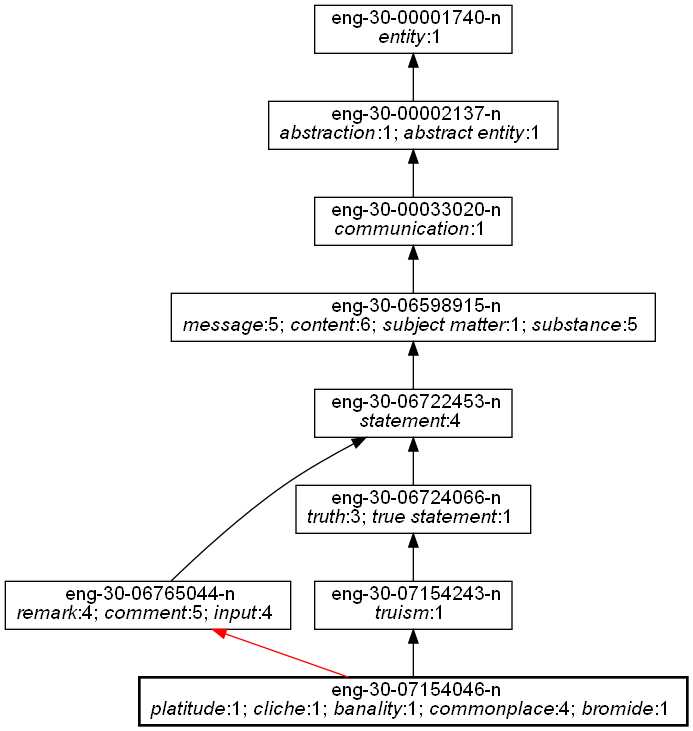 eng-30-00001740-n
entity:1
eng-30-00002137-n
abstraction:1; abstract entity:1
eng-30-00033020-n
communication:1
eng-30-06598915-n
message:5; content:6; subject matter:1; substance:5
eng-30-06722453-n
statement:4
eng-30-06724066-n
truth:3; true statement:1
eng-30-06765044-n
remark:4; comment:5; input:4
eng-30-07154243-n
truism:1
eng-30-07154046-n
platitude:1; cliche:1; banality:1; commonplace:4; bromide:1